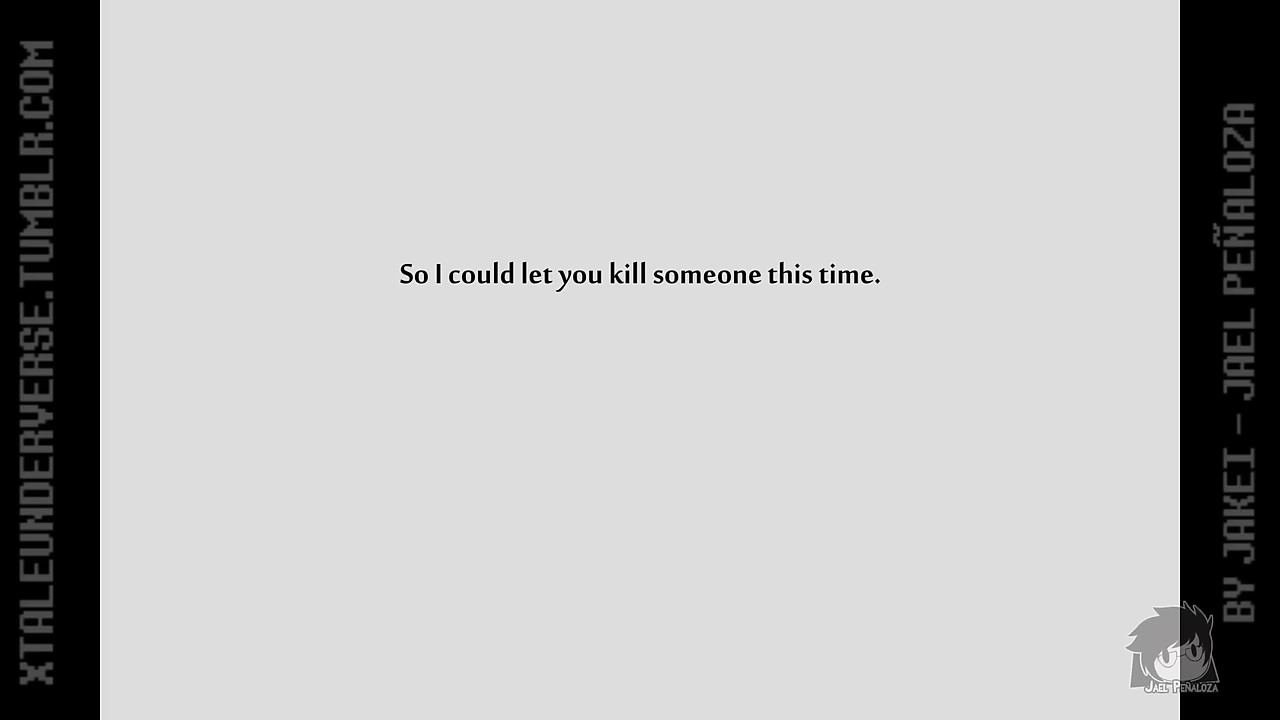 XTALEUNDERVERSE.TUMBLR.COM
So I could let you kill someone this time.
BY JAKEI - JAEL PEÑALOZA
JAEL PEÑALOZA